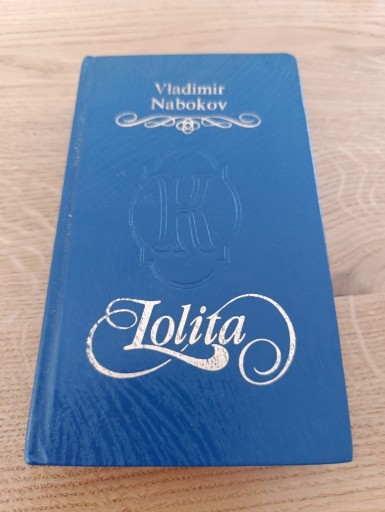 Vladimir
Nabokov
K
Lolita